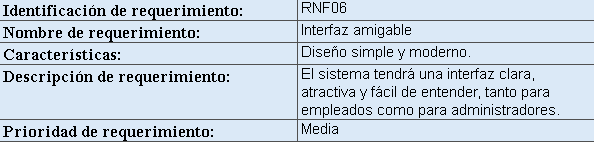 Identificación de requerimiento: RNF06
Nombre de requerimiento: Interfaz amigable
Características: Diseño simple y moderno.
Descripción de requerimiento: El sistema tendrá una interfaz clara,
atractiva y fácil de entender, tanto para
empleados como para administradores.
Prioridad de requerimiento: Media